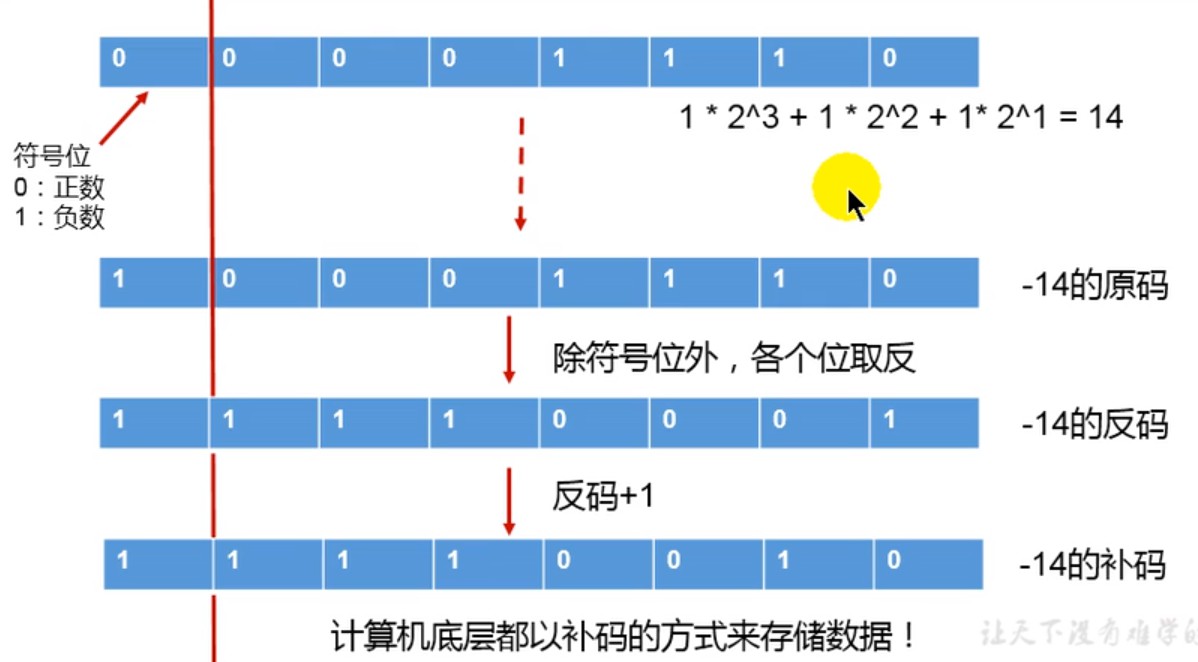 0 0 0 0 1 1 1 0
1 * 2^3 + 1 * 2^2 + 1* 2^1 = 14
符号位
0：正数
1：负数
1 0 0 0 1 1 1 0 -14的原码
除符号位外，各个位取反
1 1 1 1 0 0 0 1 -14的反码
反码+1
1 1 1 1 0 0 1 0 -14的补码
计算机底层都以补码的方式来存储数据！
让天下没有难学的